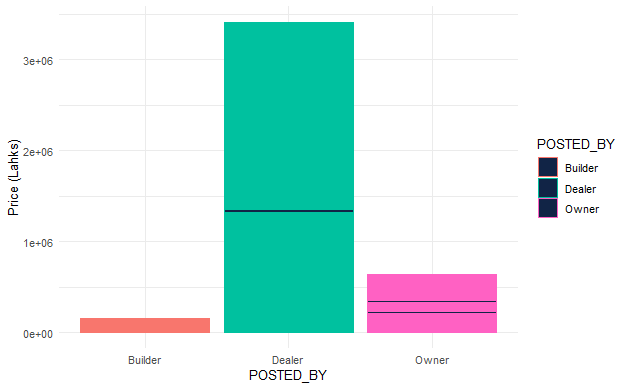 3e+06
2e+06
1e+06
0e+00
Price (Lahks)
Builder
Dealer
Owner
POSTED_BY
POSTED_BY
Builder
Dealer
Owner